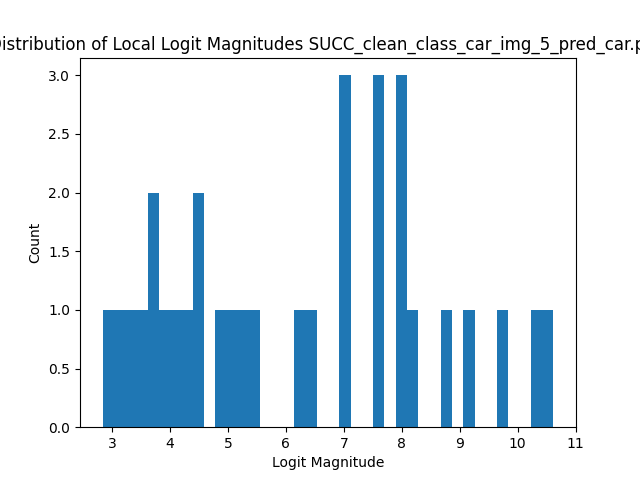 istribution of Local Logit Magnitudes SUCC_clean_class_car_img_5_pred_car.p
3.0
2.5
2.0
1.5
1.0
0.5
0.0
Count
3 4 5 6 7 8 9 10 11
Logit Magnitude